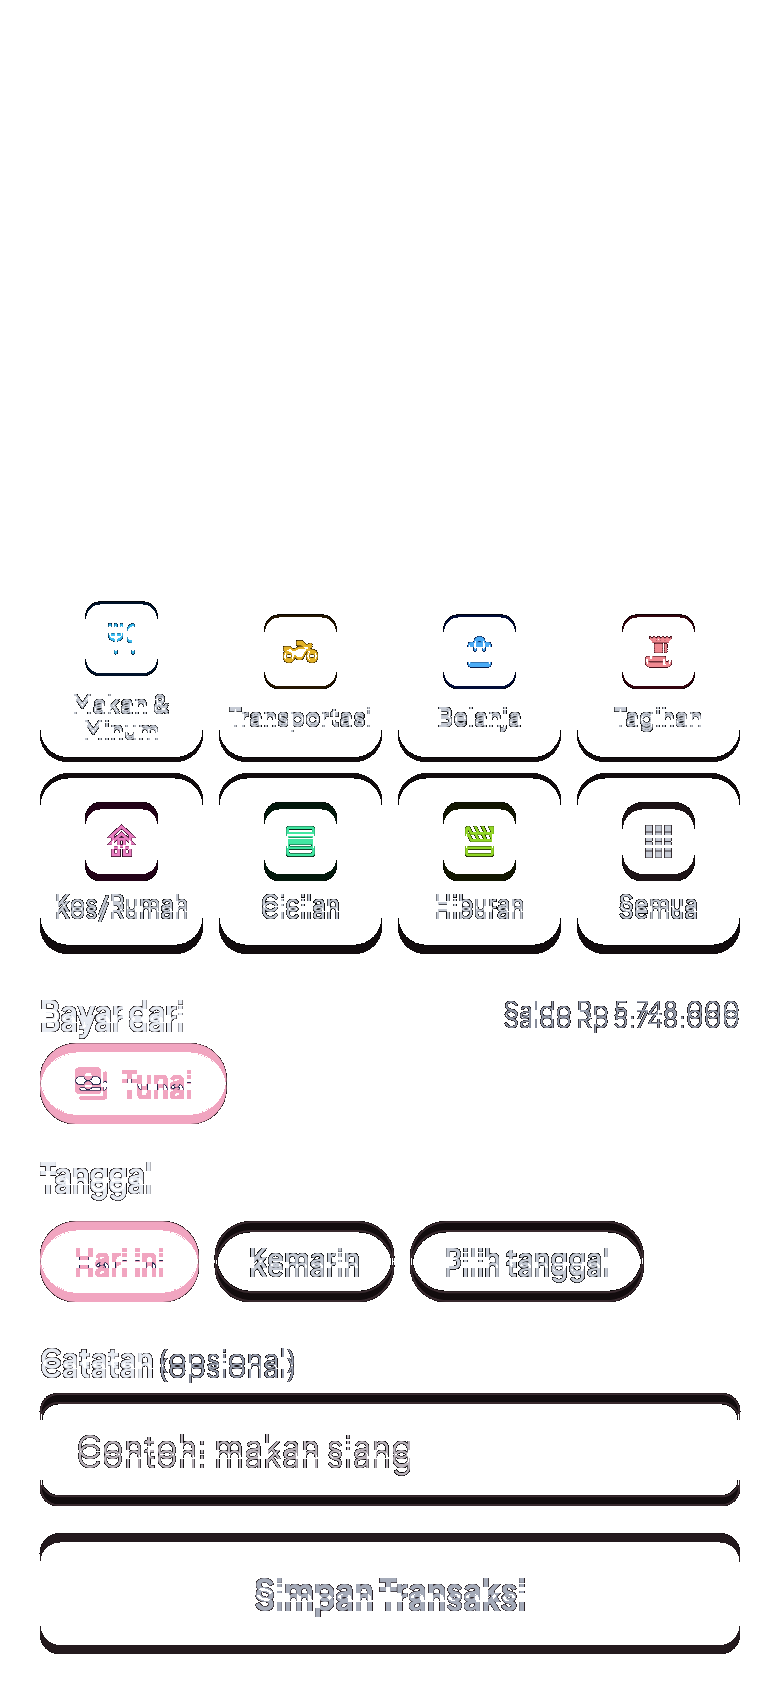 Makan &
Minum
Transportasi
Belanja
Tagihan
Kos/Rumah
Cicilan
Hiburan
Semua
Bayar dari
Saldo Rp 5.748.000
Tunai
Tanggal
Hari ini
Kemarin
Pilih tanggal
Catatan (opsional)
Contoh: makan siang
Simpan Transaksi